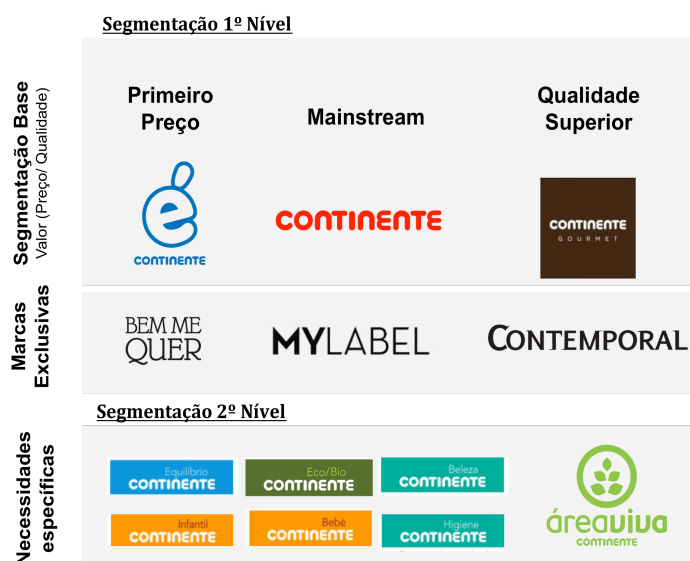 Segmentação 1º Nível
Segmentação Base
Valor (Preço/ Qualidade)
Primeiro
Preço
Mainstream
Qualidade
Superior
é
CONTINENTE
CONTINENTE
CONTINENTE
GOURMET
Marcas
Exclusivas
BEM ME
QUER
MYLABEL
CONTEMPORAL
Segmentação 2º Nível
Necessidades
específicas
Equilíbrio
CONTINENTE
Eco/Bio
CONTINENTE
Beleza
CONTINENTE
Infantil
CONTINENTE
Bebé
CONTINENTE
Higiene
CONTINENTE
áreaviva
CONTINENTE